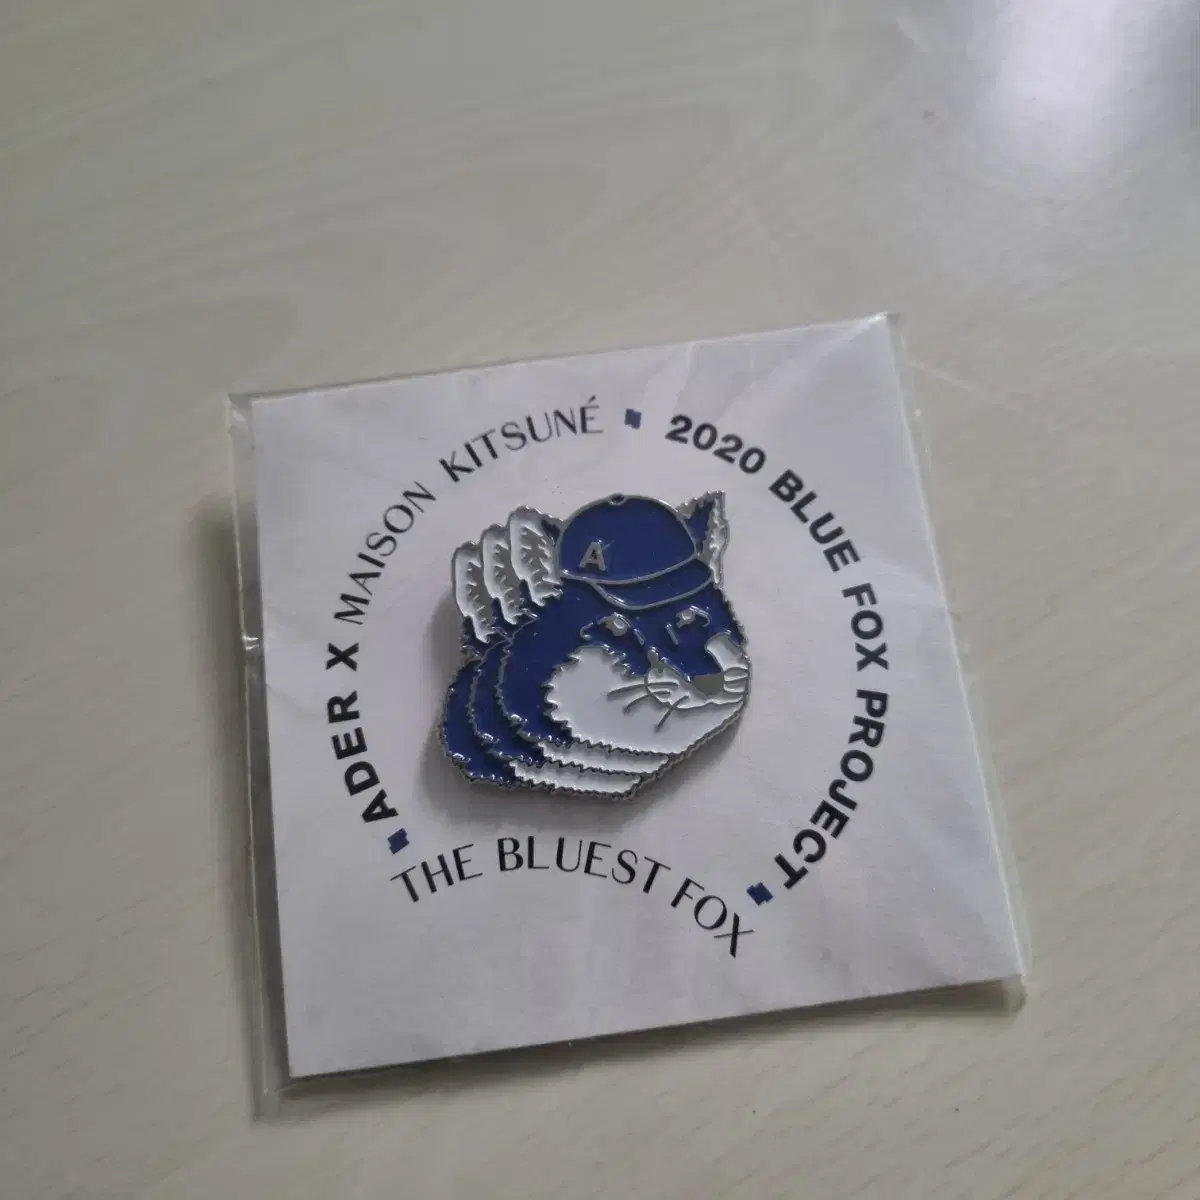 ADER X MAISON KITSUNÉ
2020 BLUE FOX PROJECT
THE BLUEST FOX
A